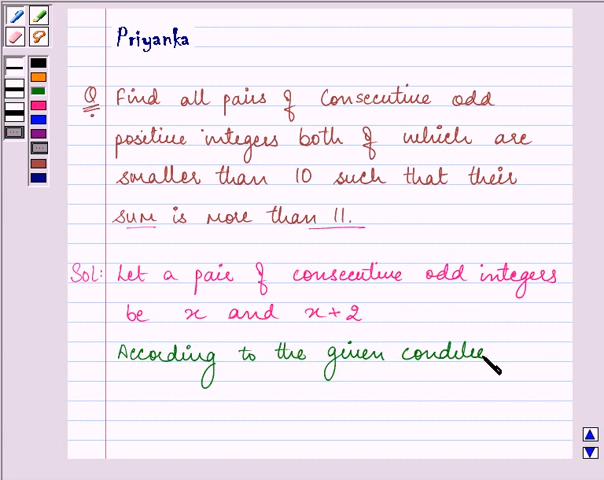 Priyanka
Q Find all pairs of Consecutive odd
positive integers both of which are
smaller than 10 such that their
sum is more than 11.
Sol: Let a pair of consecutive odd integers
be x and x+2
According to the given